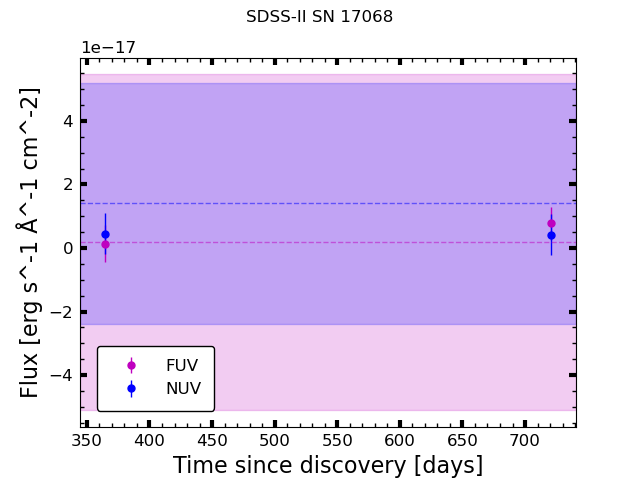 SDSS-II SN 17068
1e−17
4
2
0
−2
−4
Flux [erg s^-1 Å^-1 cm^-2]
FUV
NUV
350 400 450 500 550 600 650 700
Time since discovery [days]